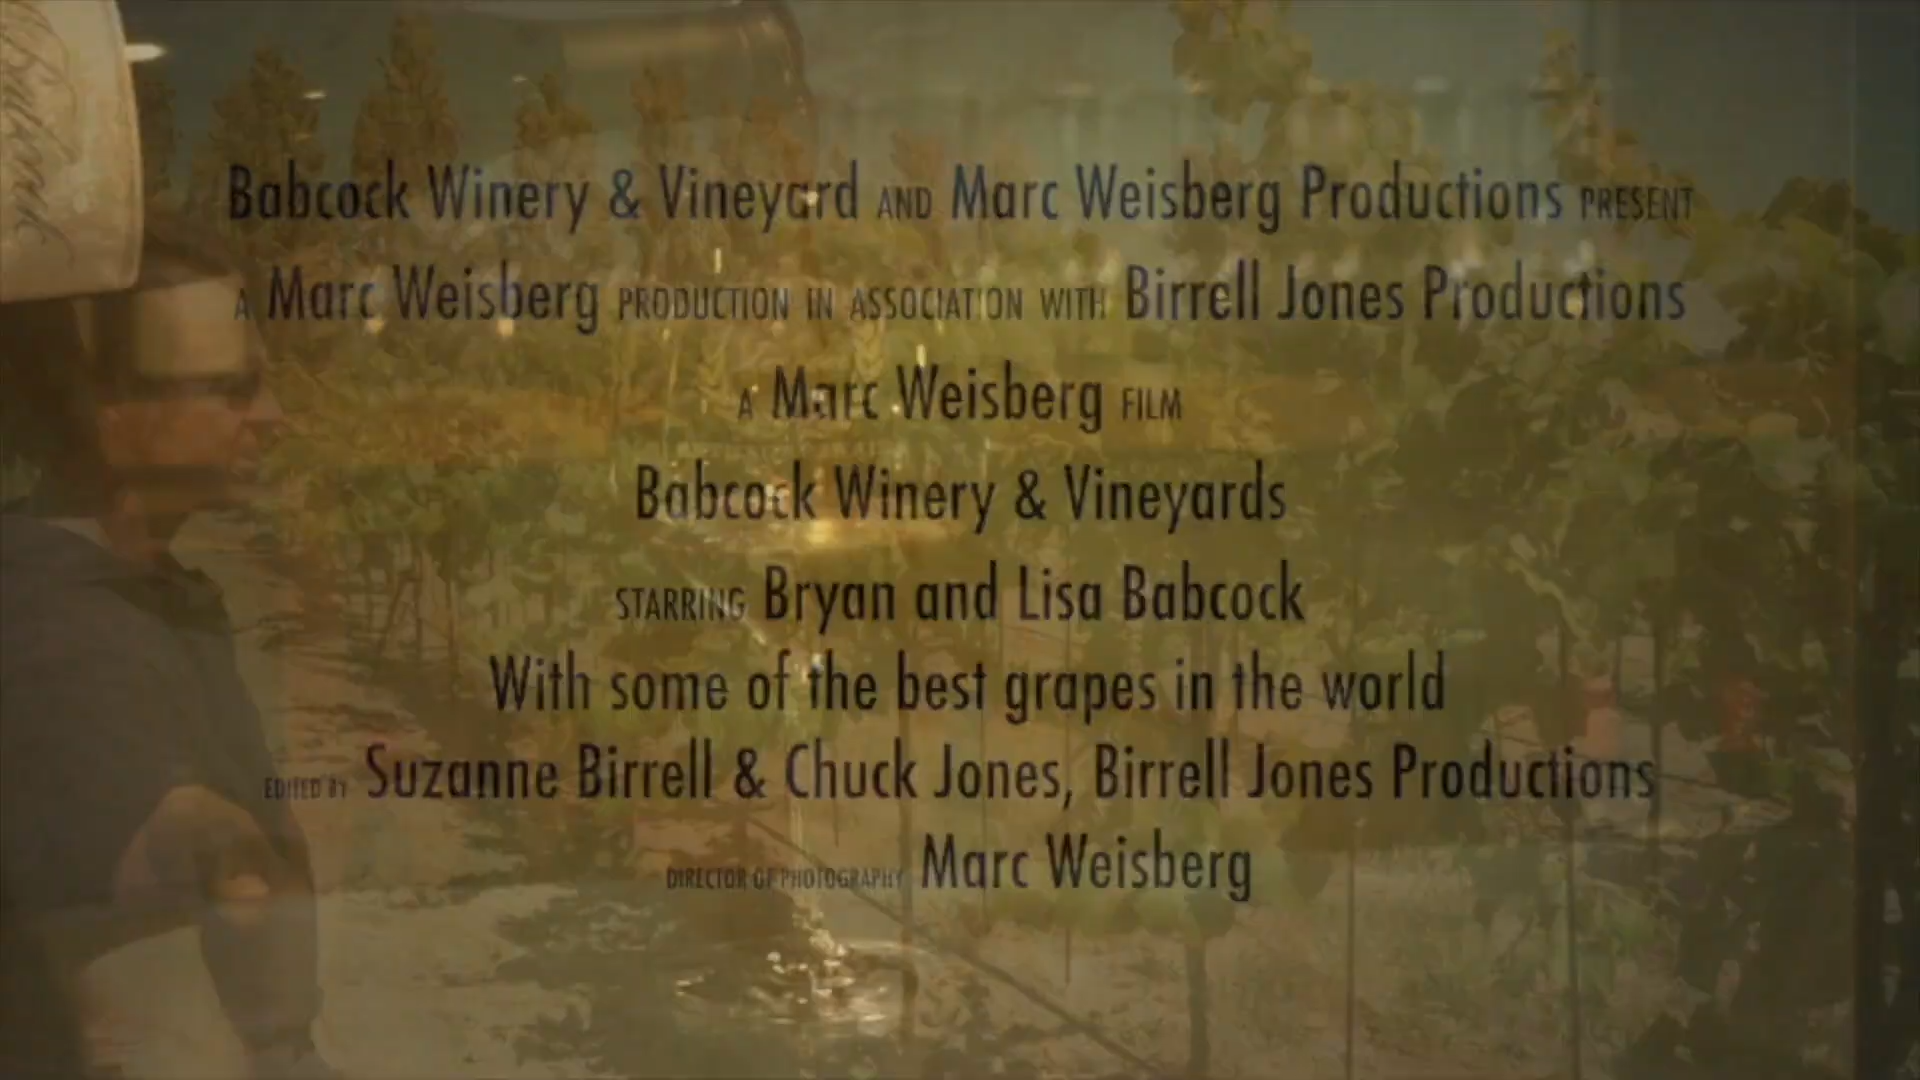 Babcock
Babcock Winery & Vineyard AND Marc Weisberg Productions PRESENT
A Marc Weisberg PRODUCTION IN ASSOCIATION WITH Birrell Jones Productions
A Marc Weisberg FILM
Babcock Winery & Vineyards
STARRING Bryan and Lisa Babcock
With some of the best grapes in the world
EDITED BY Suzanne Birrell & Chuck Jones, Birrell Jones Productions
DIRECTOR OF PHOTOGRAPHY Marc Weisberg